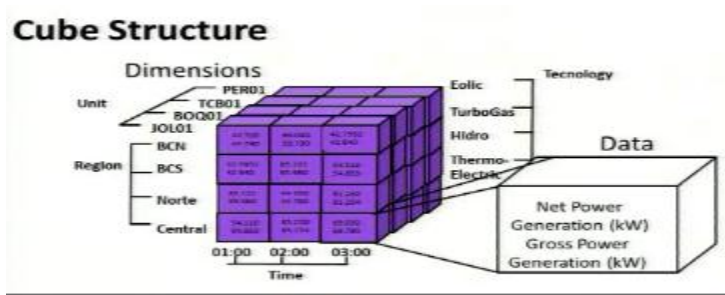 Cube Structure
Dimensions
Unit
PER01
TCB01
BOQ01
JOL01
Region
BCN
BCS
Norte
Central
01:00 02:00 03:00
Time
Eolic
TurboGas
Hidro
Thermo-
Electric
Tecnology
Data
Net Power
Generation (kW)
Gross Power
Generation (kW)